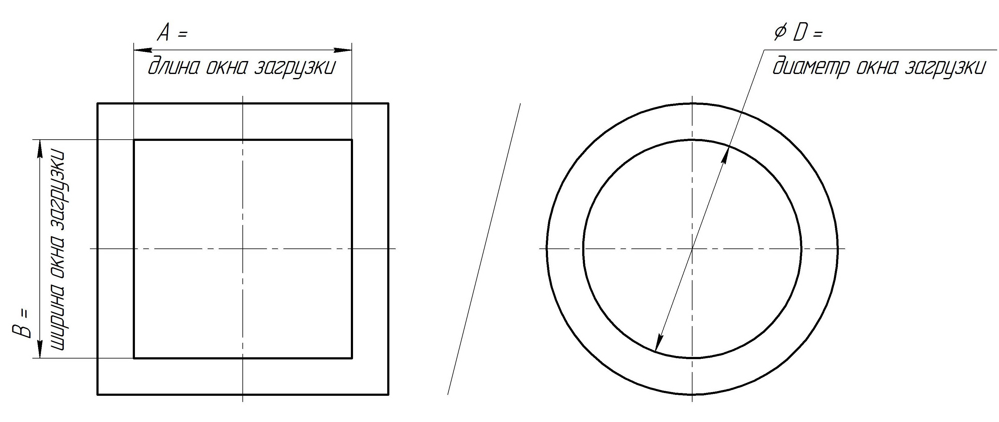 A =
длина окна загрузки
ϕ D =
диаметр окна загрузки
B =
ширина окна загрузки